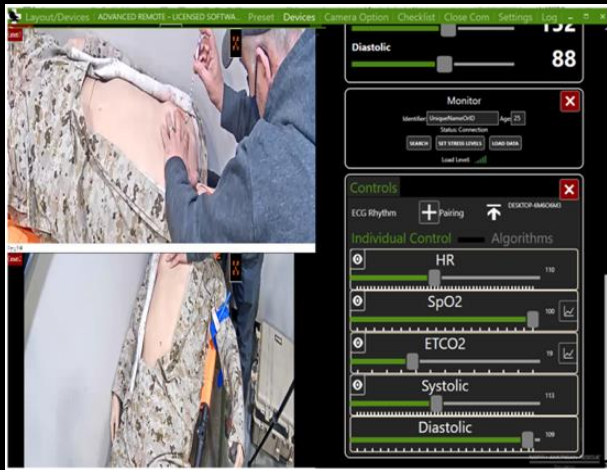 Layout/Devices | ADVANCED REMOTE - LICENSED SOFTWA... Preset Devices Camera Option Checklist Close Com Settings Log
132
Diastolic
88
Monitor
Identifier: UniqueNameOrID Age: 25
Status: Connection
SEARCH SET STRESS LEVELS LOAD DATA
Load Level:
Controls
ECG Rhythm Pairing
Individual Control Algorithms
HR
110
SpO2
100
ETCO2
19
Systolic
113
Diastolic
109